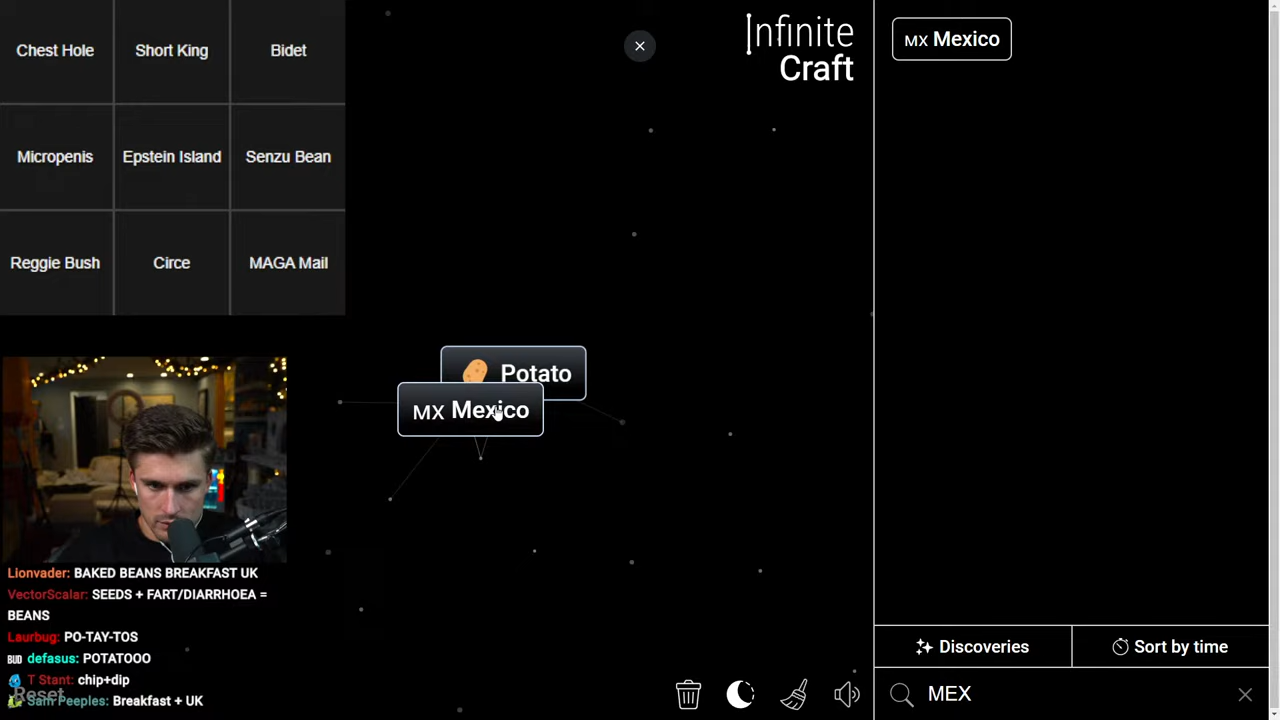 Chest Hole
Short King
Bidet
Micropenis
Epstein Island
Senzu Bean
Reggie Bush
Circe
MAGA Mail
Infinite
Craft
MX Mexico
Potato
MX Mexico
Lionvader: BAKED BEANS BREAKFAST UK
VectorScalar: SEEDS + FART/DIARRHOEA =
BEANS
Laurbug: PO-TAY-TOS
BUD defasus: POTATOOO
T Stant: chip+dip
Reset
Sam Peeples: Breakfast + UK
Discoveries
Sort by time
MEX